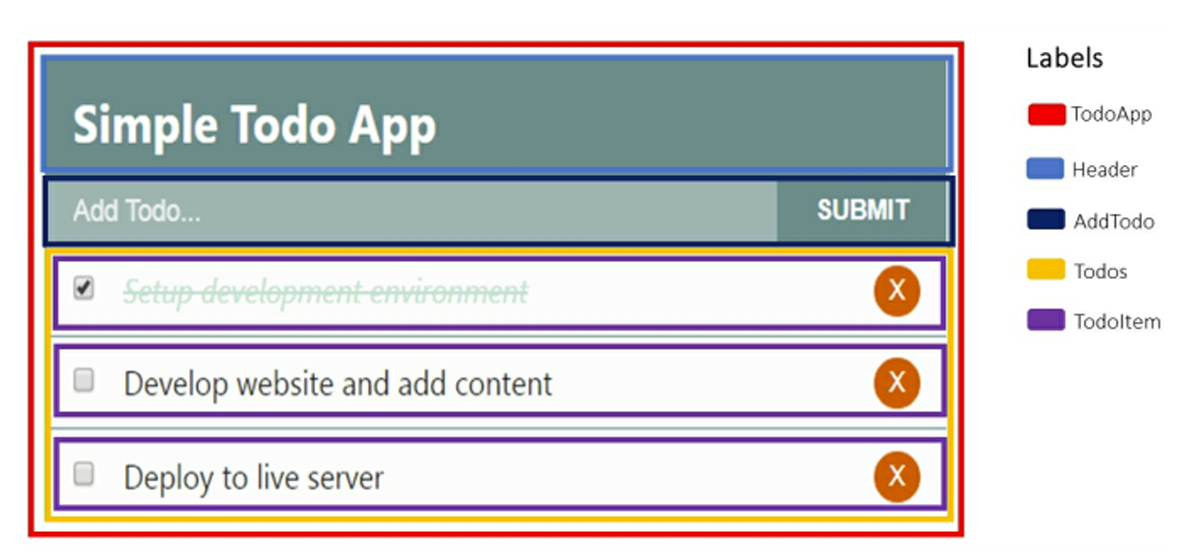 Simple Todo App
Add Todo... SUBMIT
Setup development environment X
Develop website and add content X
Deploy to live server X
Labels
TodoApp
Header
AddTodo
Todos
TodoItem